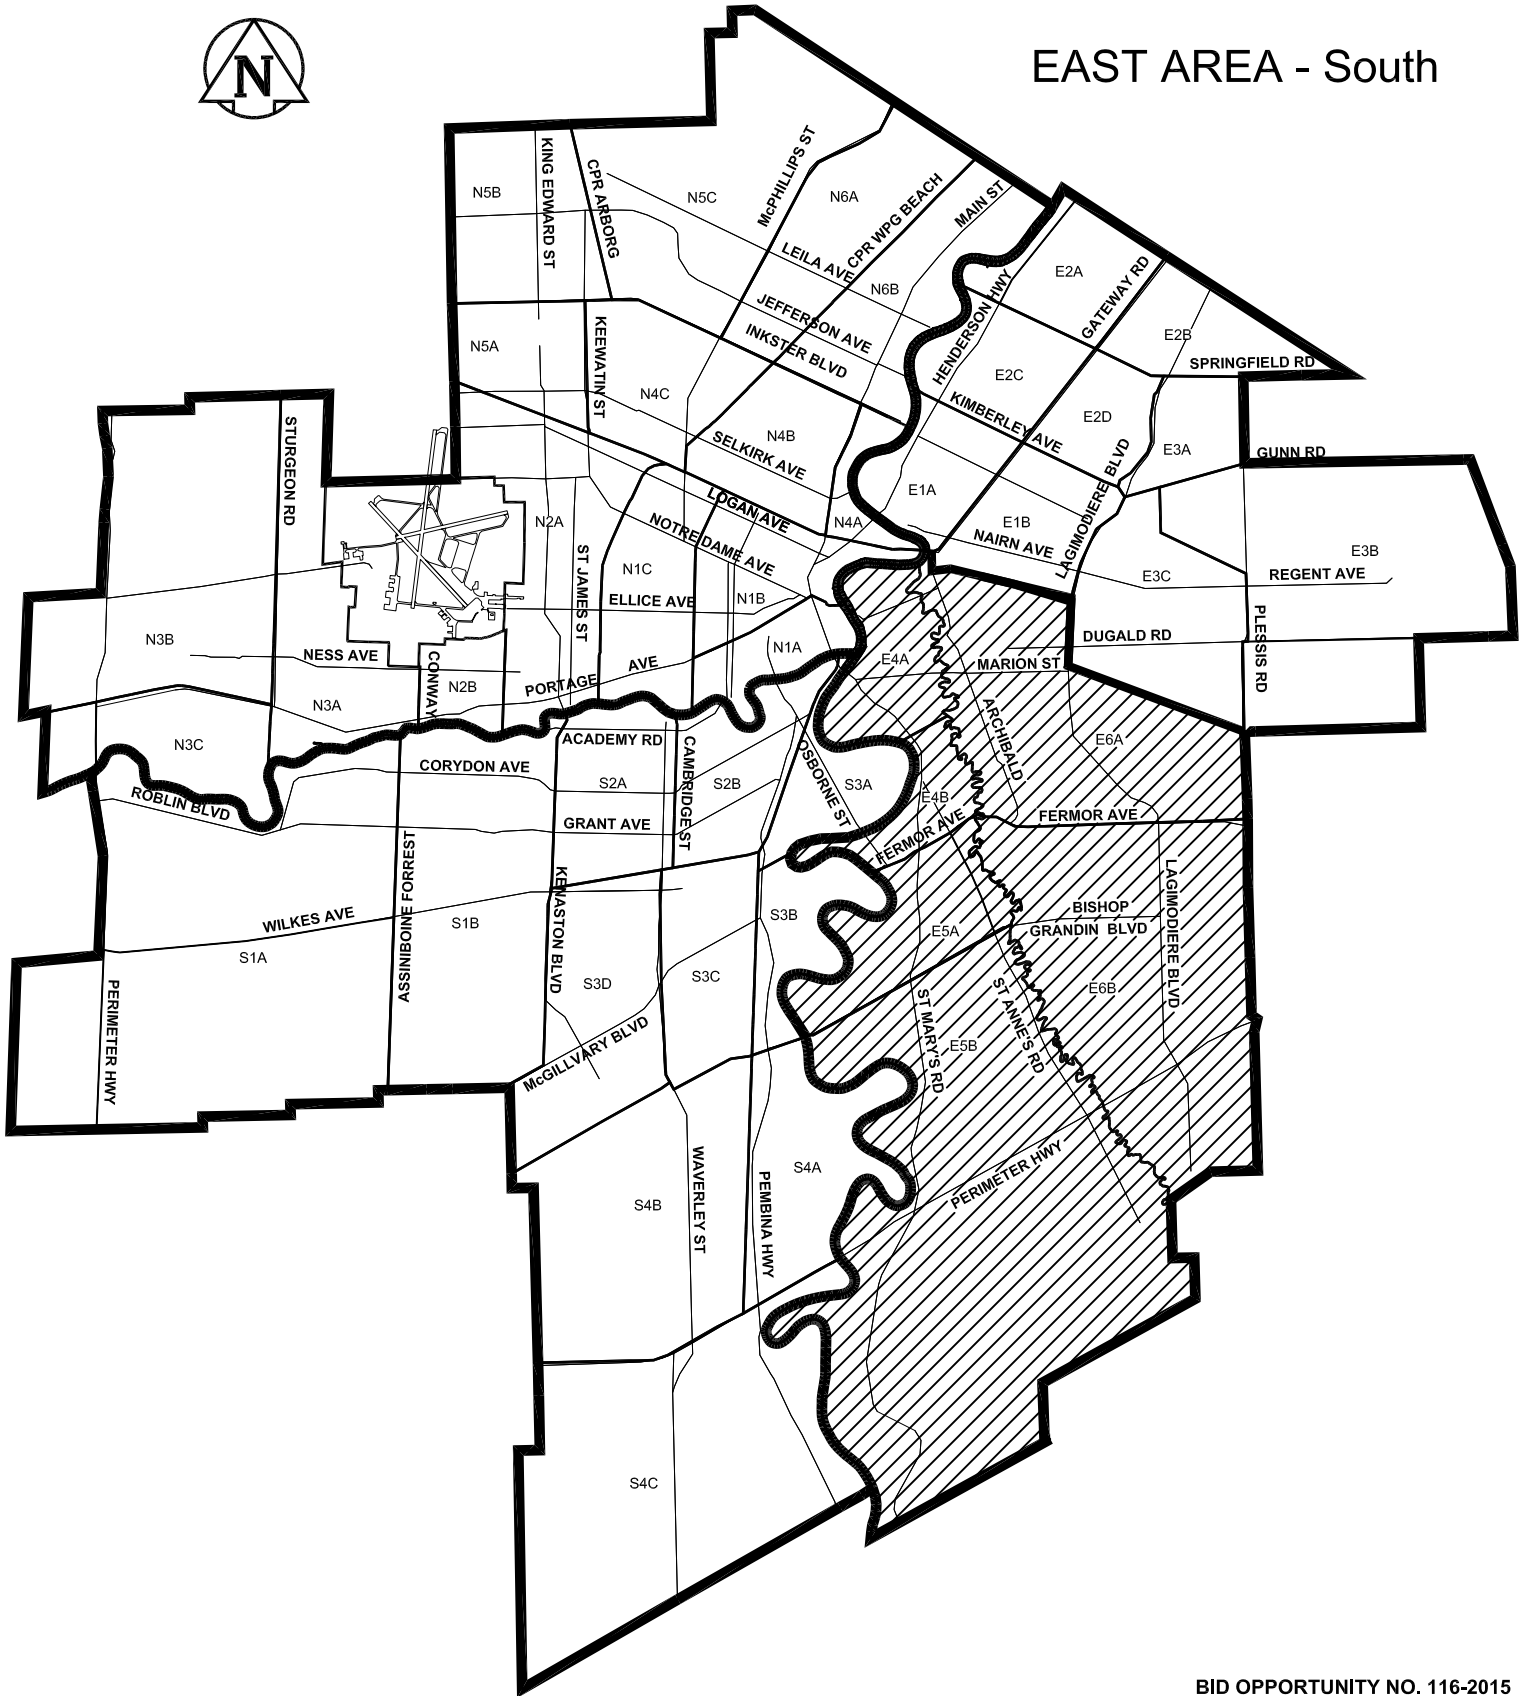 N
EAST AREA - South
KING EDWARD ST
CPR ARBORG
McPHILLIPS ST
N5B
N5C
N6A
CPR WPG BEACH
MAIN ST
LEILA AVE
N6B
JEFFERSON AVE
INKSTER BLVD
HENDERSON HWY
E2A
GATEWAY RD
E2B
SPRINGFIELD RD
N5A
KEEWATIN ST
N4C
N4B
SELKIRK AVE
E2C
KIMBERLEY AVE
E2D
E3A
GUNN RD
LAGIMODIERE BLVD
STURGEON RD
N2A
LOGAN AVE
NOTRE DAME AVE
N4A
E1A
E1B
NAIRN AVE
E3C
E3B
REGENT AVE
ST JAMES ST
N1C
ELLICE AVE
N1B
N1A
PLESSIS RD
DUGALD RD
N3B
NESS AVE
CONWAY
N2B
PORTAGE
AVE
E4A
MARION ST
N3A
N3C
ARCHIBALD
E6A
ACADEMY RD
CORYDON AVE
CAMBRIDGE ST
S2A
S2B
OSBORNE ST
S3A
E4B
ROBLIN BLVD
GRANT AVE
FERMOR AVE
FERMOR AVE
ASSINIBOINE FORREST
KENASTON BLVD
LAGIMODIERE BLVD
WILKES AVE
S1B
S3B
E5A
BISHOP
GRANDIN BLVD
S1A
S3D
S3C
ST MARY'S RD
ST ANNE'S RD
E6B
PERIMETER HWY
McGILLVARY BLVD
E5B
WAVERLEY ST
PEMBINA HWY
S4A
PERIMETER HWY
S4B
S4C
BID OPPORTUNITY NO. 116-2015